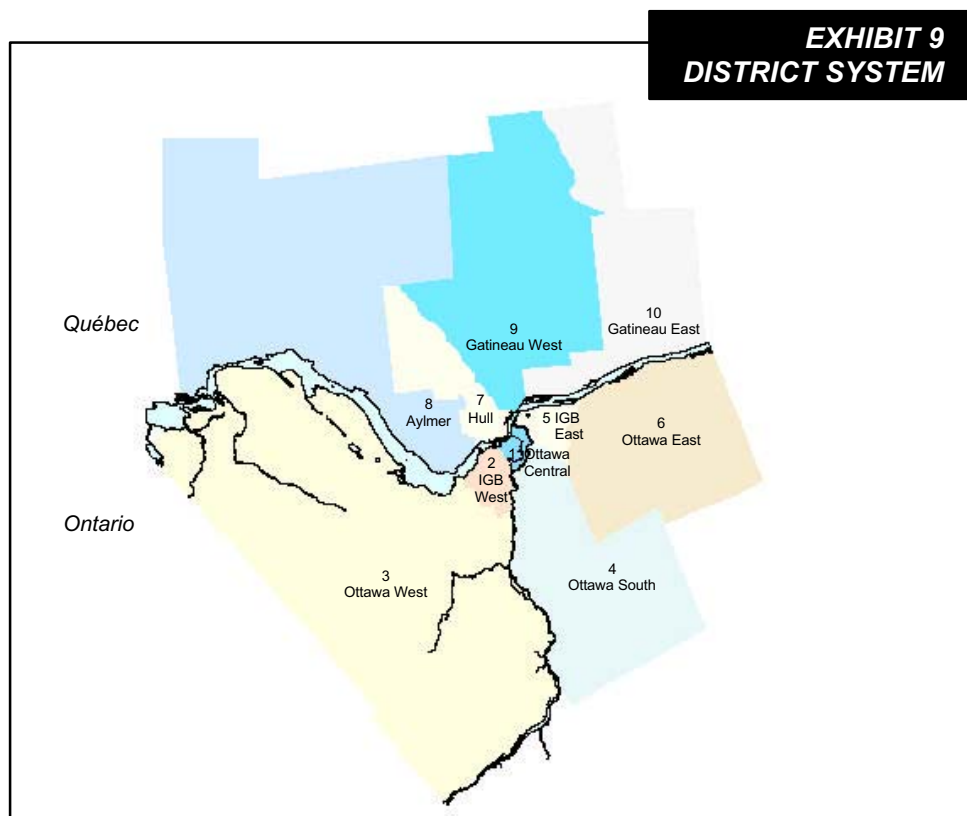 EXHIBIT 9
DISTRICT SYSTEM
Québec
10
Gatineau East
9
Gatineau West
8
Aylmer
7
Hull
5 IGB
East
6
Ottawa East
1
Ottawa
Central
2
IGB
West
Ontario
3
Ottawa West
4
Ottawa South